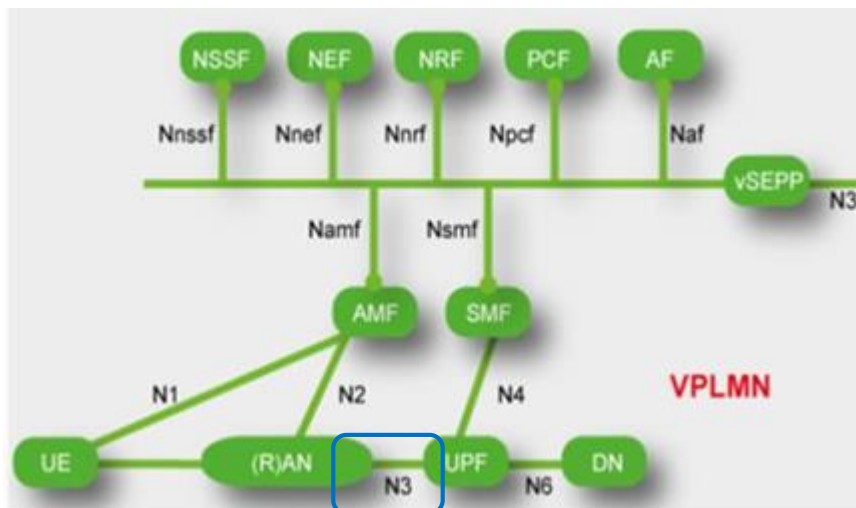 NSSF NEF NRF PCF AF
Nnssf Nnef Nnrf Npcf Naf
vSEPP
N3
Namf Nsmf
AMF SMF
N1 N2 N4 VPLMN
UE (R)AN UPF DN
N3 N6